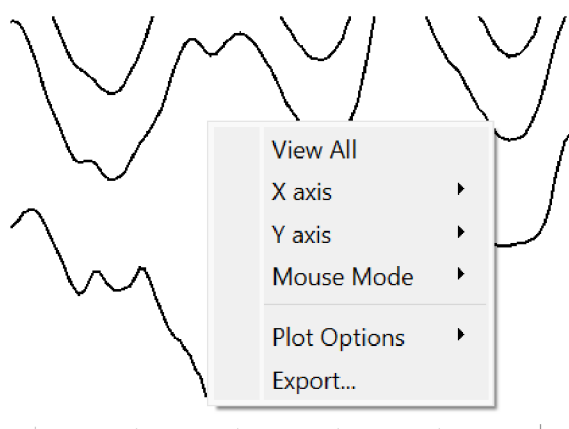 View All
X axis
Y axis
Mouse Mode
Plot Options
Export...